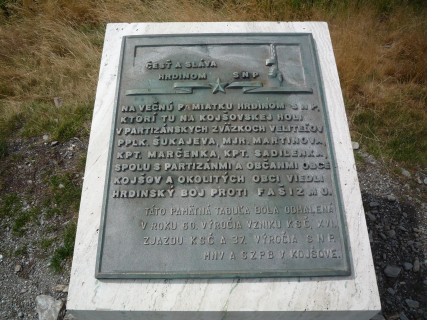 ČESŤ A SLÁVA
HRDINOM SNP
NA VEČNÚ PAMIATKU HRDINOM SNP,
KTORÍ TU NA KOJŠOVSKEJ HOLI
V PARTIZÁNSKYCH ZVÄZKOCH VELITEĽOV
PPLK. ŠUKAJEVA, MJR. MARTINOVA,
KPT. MARČENKA, KPT. SADILENKA,
SPOLU S PARTIZÁNMI A OBČANMI OBCE
KOJŠOV A OKOLITÝCH OBCÍ VIEDLI
HRDINSKÝ BOJ PROTI FAŠIZMU.
TÁTO PAMÄTNÁ TABUĽA BOLA ODHALENÁ
V ROKU 60. VÝROČIA VZNIKU KSČ, XVI.
ZJAZDU KSČ A 37. VÝROČIA SNP.
MNV A SZPB V KOJŠOVE.